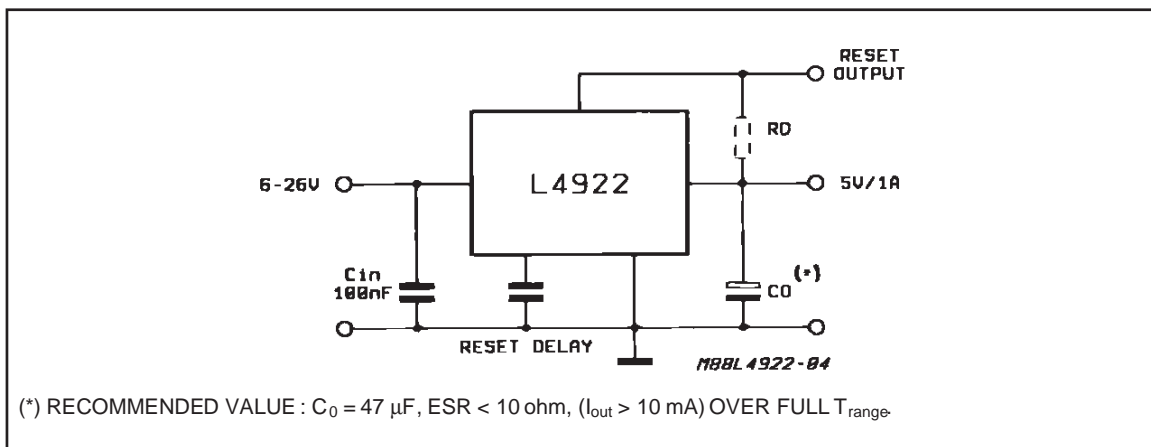 RESET
OUTPUT
RO
6-26V
L4922
5V/1A
Cin
100nF
(*)
CO
RESET DELAY
M88L4922-04
(*) RECOMMENDED VALUE : C0 = 47 μF, ESR < 10 ohm, (Iout > 10 mA) OVER FULL Trange.